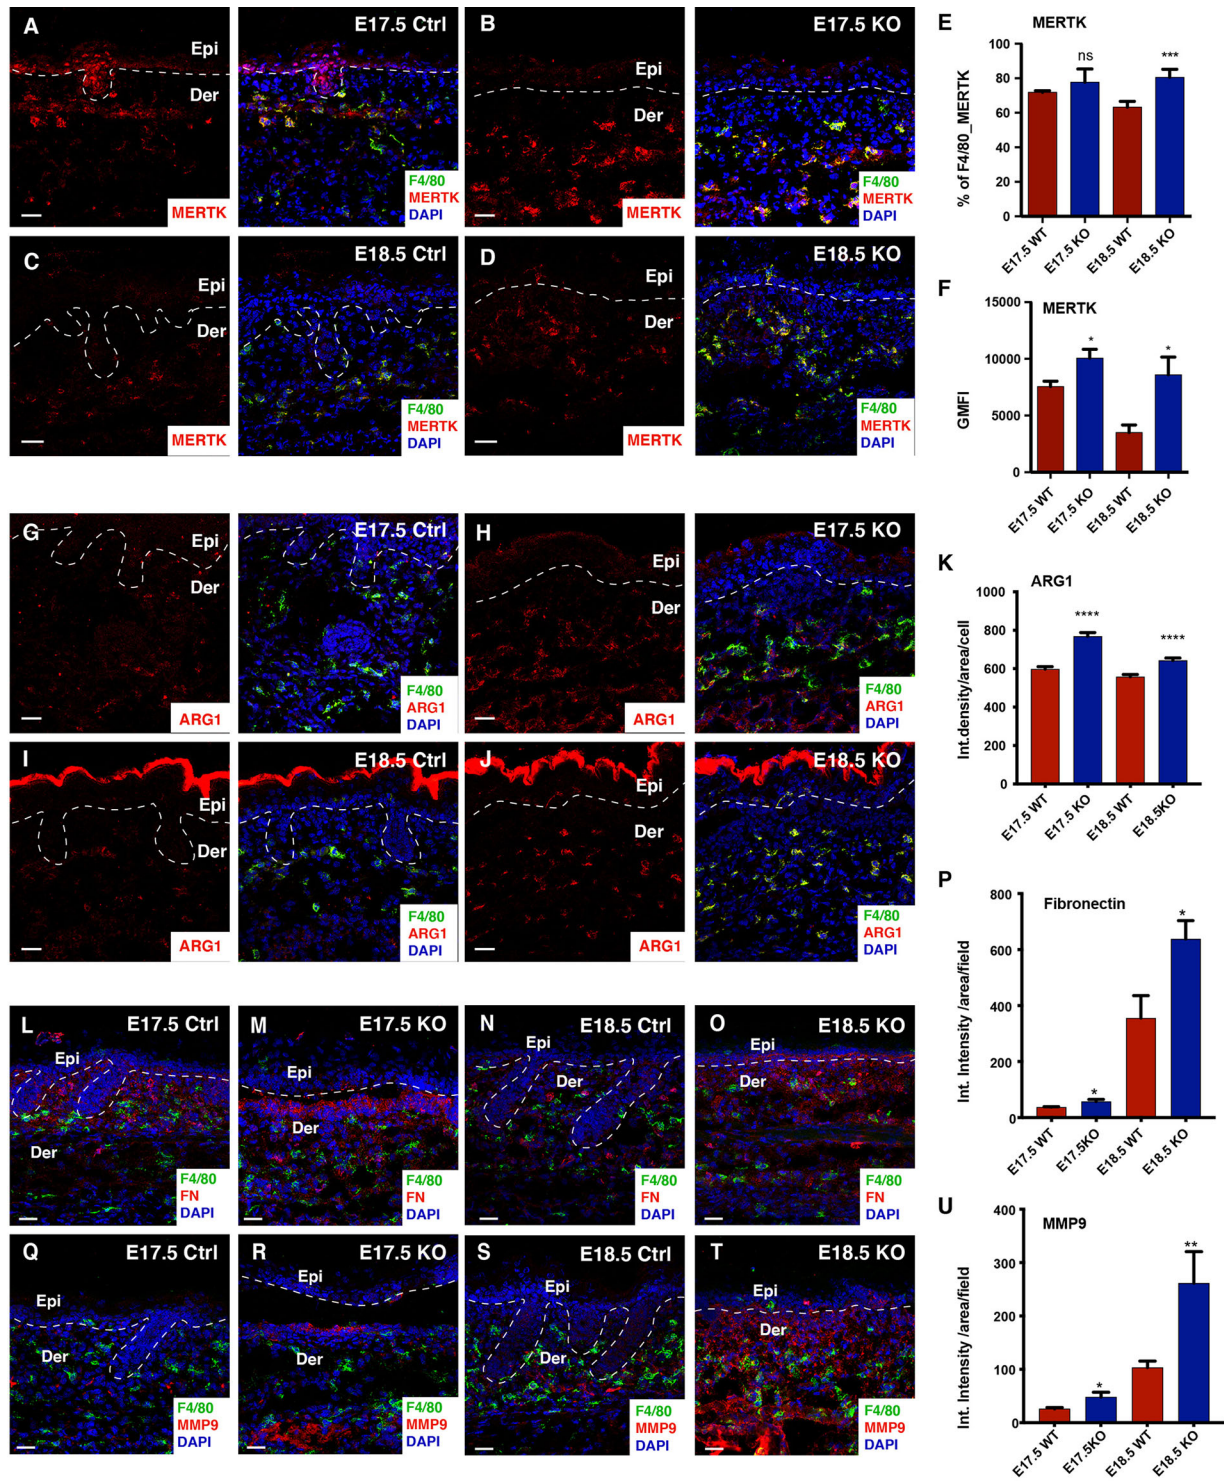 A
E17.5 Ctrl
Epi
Der
MERTK
F4/80
MERTK
DAPI
B
E17.5 KO
Epi
Der
MERTK
F4/80
MERTK
DAPI
C
E18.5 Ctrl
Epi
Der
MERTK
F4/80
MERTK
DAPI
D
E18.5 KO
Epi
Der
MERTK
F4/80
MERTK
DAPI
E
MERTK
% of F4/80_MERTK
100
80
60
40
20
0
ns
***
E17.5 WT
E17.5 KO
E18.5 WT
E18.5 KO
F
MERTK
GMFI
15000
10000
5000
0
*
*
E17.5 WT
E17.5 KO
E18.5 WT
E18.5 KO
G
E17.5 Ctrl
Epi
Der
ARG1
F4/80
ARG1
DAPI
H
E17.5 KO
Epi
Der
ARG1
F4/80
ARG1
DAPI
I
E18.5 Ctrl
Epi
Der
ARG1
F4/80
ARG1
DAPI
J
E18.5 KO
Epi
Der
ARG1
F4/80
ARG1
DAPI
K
ARG1
Int.density/area/cell
1000
800
600
400
200
0
****
****
E17.5 WT
E17.5 KO
E18.5 WT
E18.5KO
L
E17.5 Ctrl
Epi
Der
F4/80
FN
DAPI
M
E17.5 KO
Epi
Der
F4/80
FN
DAPI
N
E18.5 Ctrl
Epi
Der
F4/80
FN
DAPI
O
E18.5 KO
Epi
Der
F4/80
FN
DAPI
P
Fibronectin
Int. Intensity /area/field
800
600
400
200
0
*
*
E17.5 WT
E17.5KO
E18.5 WT
E18.5 KO
Q
E17.5 Ctrl
Epi
Der
F4/80
MMP9
DAPI
R
E17.5 KO
Epi
Der
F4/80
MMP9
DAPI
S
E18.5 Ctrl
Epi
Der
F4/80
MMP9
DAPI
T
E18.5 KO
Epi
Der
F4/80
MMP9
DAPI
U
MMP9
Int. Intensity /area/field
400
300
200
100
0
*
**
E17.5 WT
E17.5KO
E18.5 WT
E18.5 KO